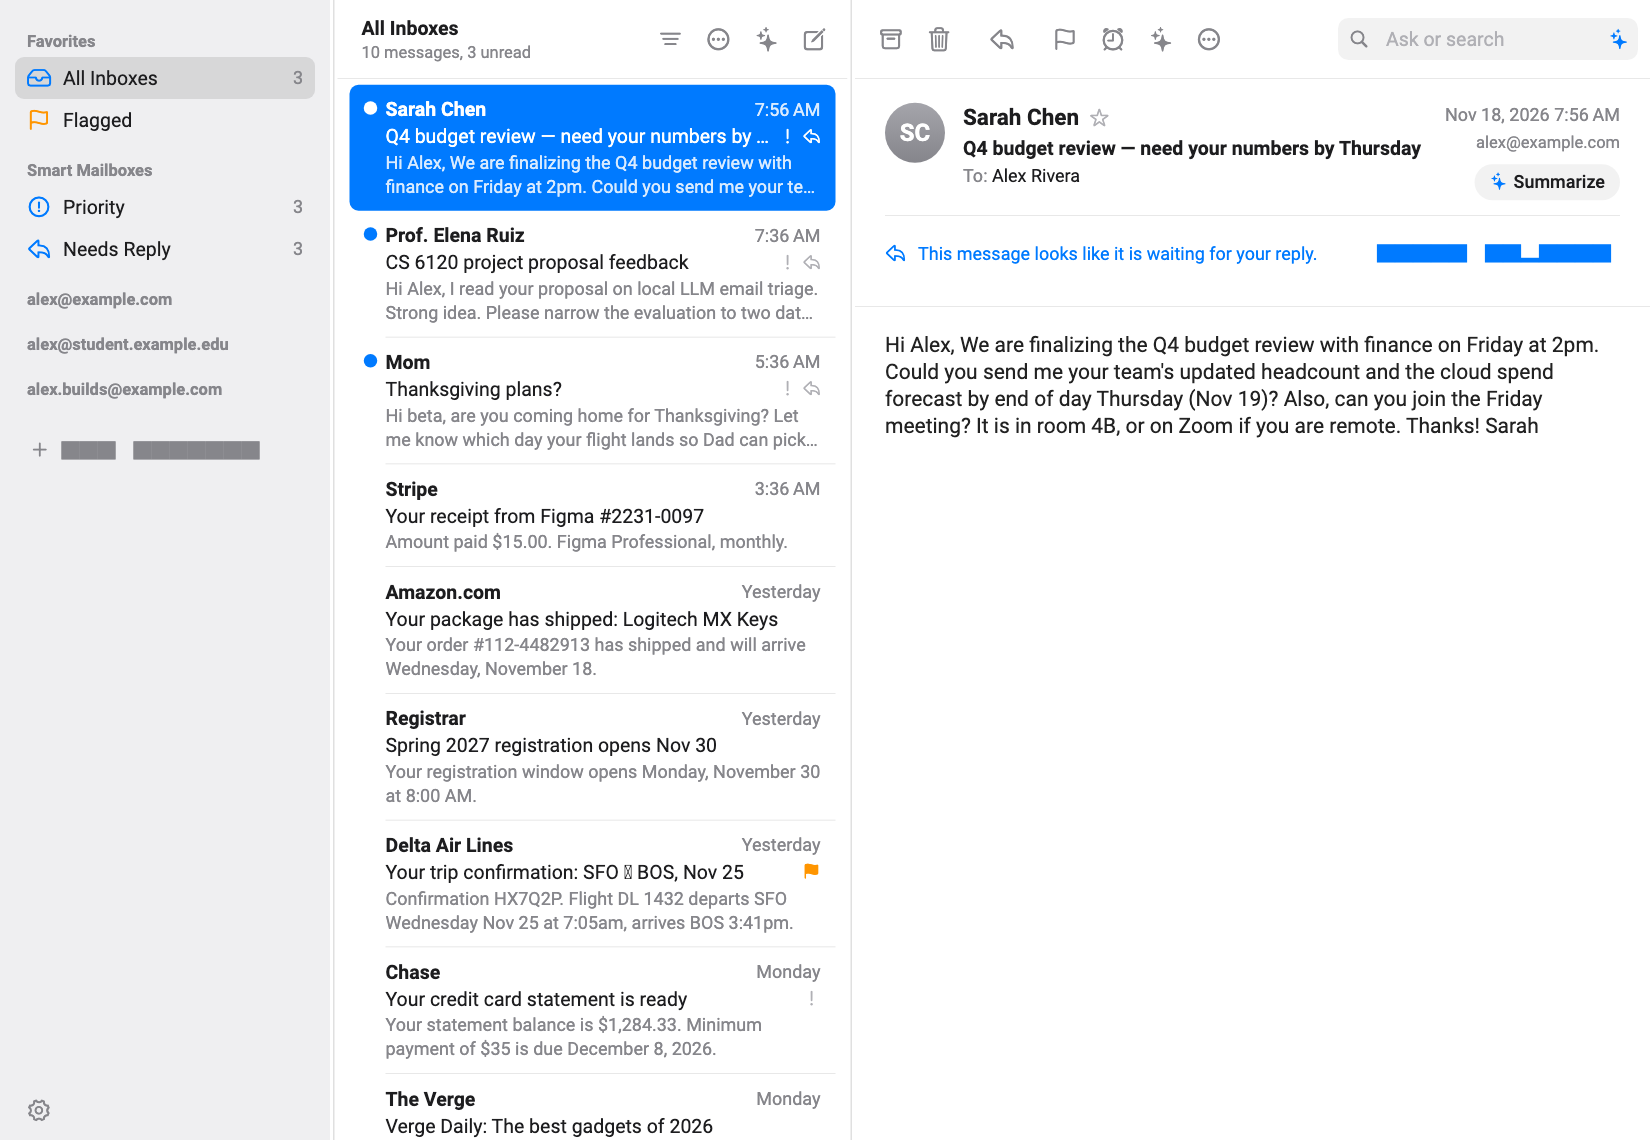 Favorites
All Inboxes 3
Flagged
Smart Mailboxes
Priority 3
Needs Reply 3
alex@example.com
alex@student.example.edu
alex.builds@example.com
All Inboxes
10 messages, 3 unread
Sarah Chen 7:56 AM
Q4 budget review — need your numbers by ... !
Hi Alex, We are finalizing the Q4 budget review with
finance on Friday at 2pm. Could you send me your te...
Prof. Elena Ruiz 7:36 AM
CS 6120 project proposal feedback !
Hi Alex, I read your proposal on local LLM email triage.
Strong idea. Please narrow the evaluation to two dat...
Mom 5:36 AM
Thanksgiving plans? !
Hi beta, are you coming home for Thanksgiving? Let
me know which day your flight lands so Dad can pick...
Stripe 3:36 AM
Your receipt from Figma #2231-0097
Amount paid $15.00. Figma Professional, monthly.
Amazon.com Yesterday
Your package has shipped: Logitech MX Keys
Your order #112-4482913 has shipped and will arrive
Wednesday, November 18.
Registrar Yesterday
Spring 2027 registration opens Nov 30
Your registration window opens Monday, November 30
at 8:00 AM.
Delta Air Lines Yesterday
Your trip confirmation: SFO BOS, Nov 25
Confirmation HX7Q2P. Flight DL 1432 departs SFO
Wednesday Nov 25 at 7:05am, arrives BOS 3:41pm.
Chase Monday
Your credit card statement is ready !
Your statement balance is $1,284.33. Minimum
payment of $35 is due December 8, 2026.
The Verge Monday
Verge Daily: The best gadgets of 2026
Ask or search
SC
Sarah Chen
Nov 18, 2026 7:56 AM
Q4 budget review — need your numbers by Thursday
alex@example.com
To: Alex Rivera
Summarize
This message looks like it is waiting for your reply.
Hi Alex, We are finalizing the Q4 budget review with finance on Friday at 2pm.
Could you send me your team's updated headcount and the cloud spend
forecast by end of day Thursday (Nov 19)? Also, can you join the Friday
meeting? It is in room 4B, or on Zoom if you are remote. Thanks! Sarah